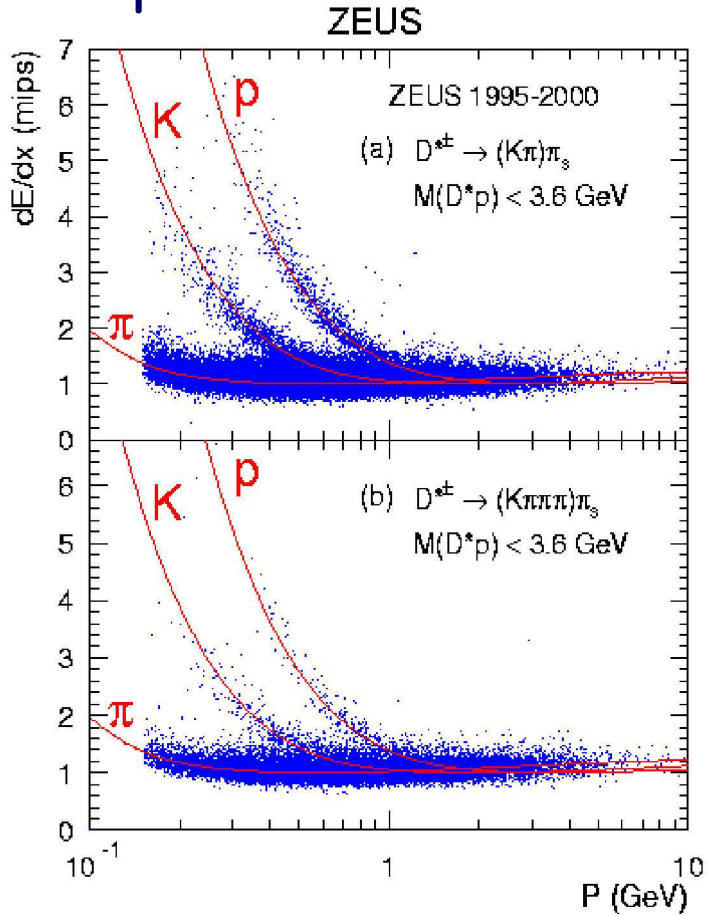 ZEUS
dE/dx (mips)
7
6
5
4
3
2
1
0
K
p
π
ZEUS 1995-2000
(a) D*± → (Kπ)πs
M(D*p) < 3.6 GeV
6
5
4
3
2
1
0
K
p
π
(b) D*± → (Kπππ)πs
M(D*p) < 3.6 GeV
10⁻¹ 1 10
P (GeV)